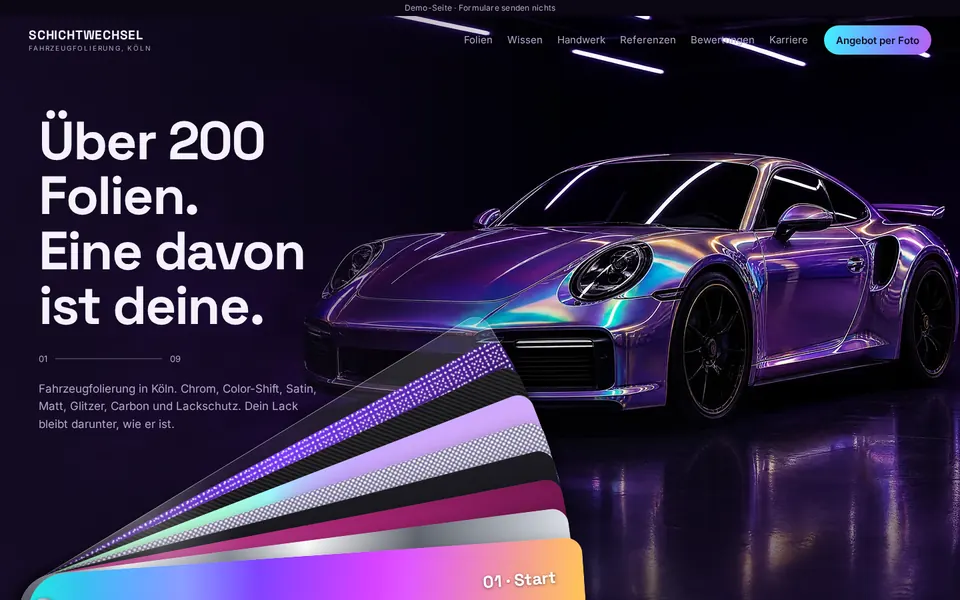 Demo-Seite · Formulare senden nichts
SCHICHTWECHSEL
FAHRZEUGFOLIERUNG, KÖLN
Folien Wissen Handwerk Referenzen Bewertungen Karriere Angebot per Foto
Über 200
Folien.
Eine davon
ist deine.
01 09
Fahrzeugfolierung in Köln. Chrom, Color-Shift, Satin,
Matt, Glitzer, Carbon und Lackschutz. Dein Lack
bleibt darunter, wie er ist.
01 · Start